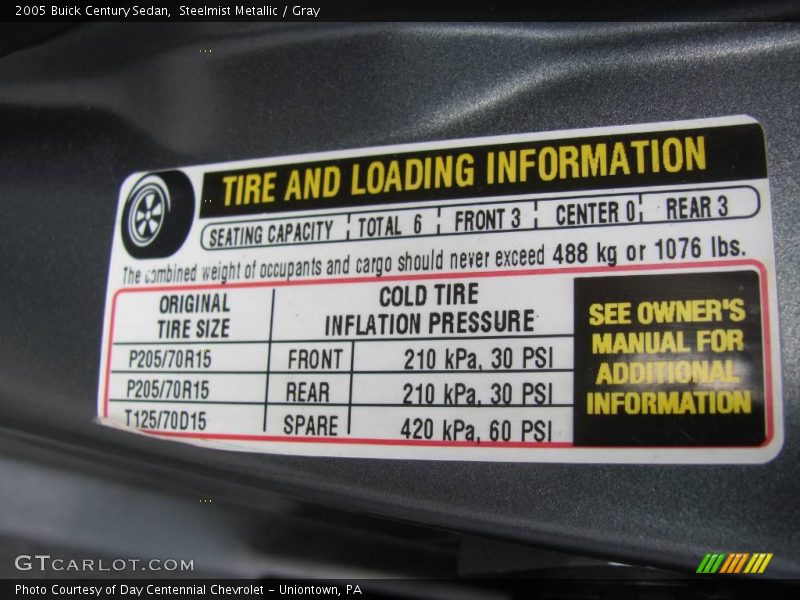 2005 Buick Century Sedan, Steelmist Metallic / Gray
TIRE AND LOADING INFORMATION
SEATING CAPACITY TOTAL 6 FRONT 3 CENTER 0 REAR 3
The combined weight of occupants and cargo should never exceed 488 kg or 1076 lbs.
ORIGINAL
TIRE SIZE
COLD TIRE
INFLATION PRESSURE
P205/70R15 FRONT 210 kPa, 30 PSI
P205/70R15 REAR 210 kPa, 30 PSI
T125/70D15 SPARE 420 kPa, 60 PSI
SEE OWNER'S
MANUAL FOR
ADDITIONAL
INFORMATION
GTCARLOT.COM
Photo Courtesy of Day Centennial Chevrolet - Uniontown, PA